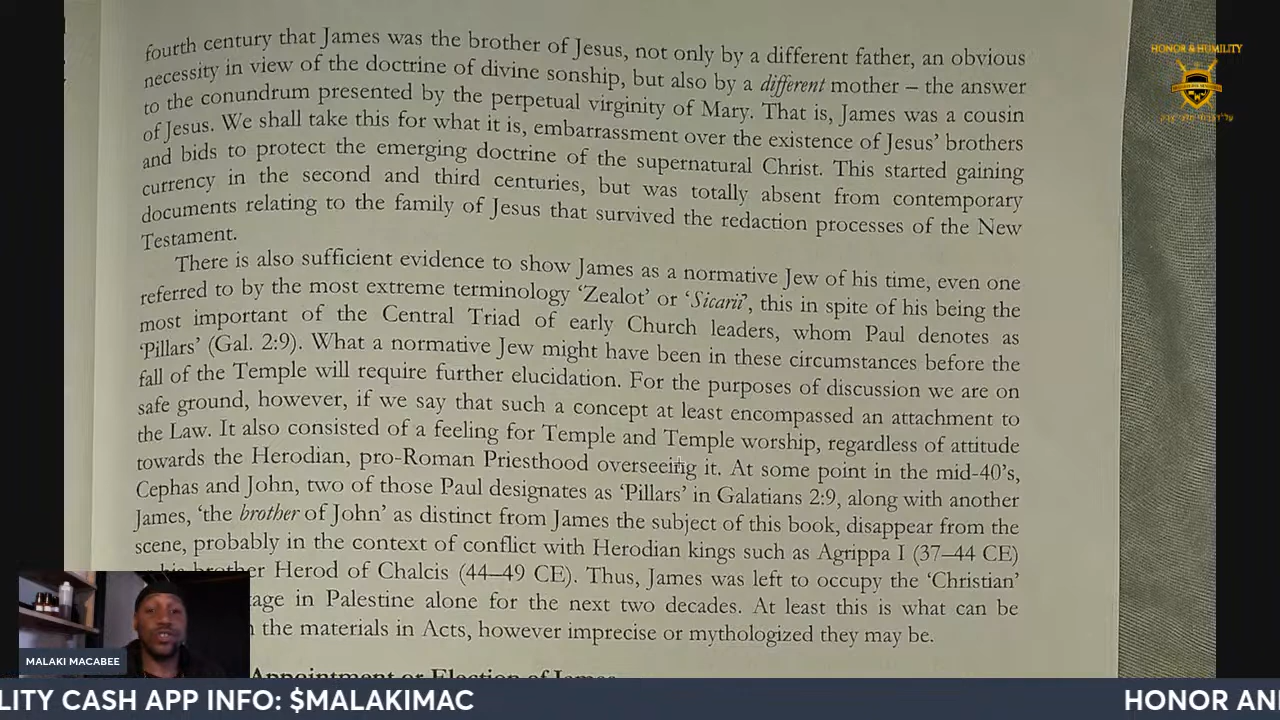 fourth century that James was the brother of Jesus, not only by a different father, an obvious
necessity in view of the doctrine of divine sonship, but also by a different mother – the answer
to the conundrum presented by the perpetual virginity of Mary. That is, James was a cousin
of Jesus. We shall take this for what it is, embarrassment over the existence of Jesus' brothers
and bids to protect the emerging doctrine of the supernatural Christ. This started gaining
currency in the second and third centuries, but was totally absent from contemporary
documents relating to the family of Jesus that survived the redaction processes of the New
Testament.
There is also sufficient evidence to show James as a normative Jew of his time, even one
referred to by the most extreme terminology 'Zealot' or 'Sicarii', this in spite of his being the
most important of the Central Triad of early Church leaders, whom Paul denotes as
'Pillars' (Gal. 2:9). What a normative Jew might have been in these circumstances before the
fall of the Temple will require further elucidation. For the purposes of discussion we are on
safe ground, however, if we say that such a concept at least encompassed an attachment to
the Law. It also consisted of a feeling for Temple and Temple worship, regardless of attitude
towards the Herodian, pro-Roman Priesthood overseeing it. At some point in the mid-40's,
Cephas and John, two of those Paul designates as 'Pillars' in Galatians 2:9, along with another
James, 'the brother of John' as distinct from James the subject of this book, disappear from the
scene, probably in the context of conflict with Herodian kings such as Agrippa I (37–44 CE)
brother Herod of Chalcis (44–49 CE). Thus, James was left to occupy the 'Christian'
in Palestine alone for the next two decades. At least this is what can be
the materials in Acts, however imprecise or mythologized they may be.
Appointment or Election of James
HONOR & HUMILITY
MALAKI MACABEE
LITY CASH APP INFO: $MALAKIMAC
HONOR AN